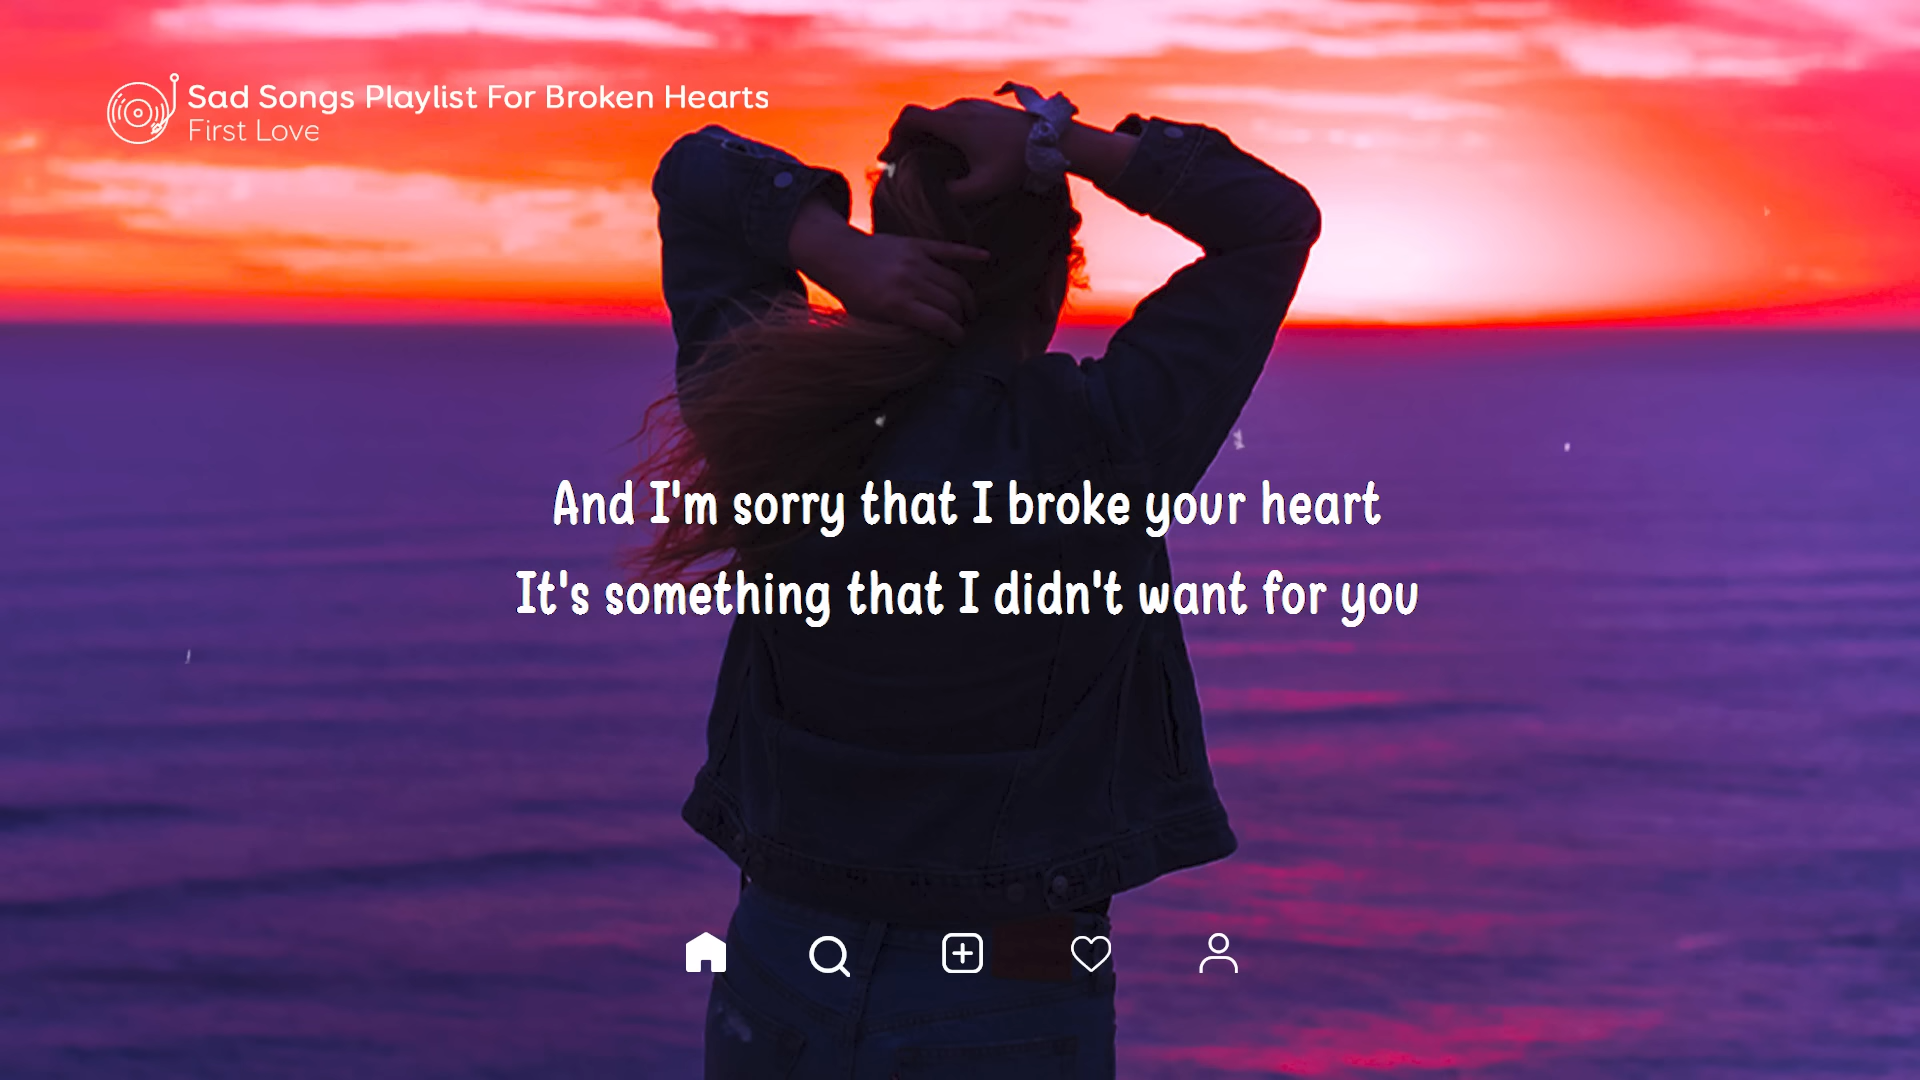 Sad Songs Playlist For Broken Hearts
First Love
And I'm sorry that I broke your heart
It's something that I didn't want for you